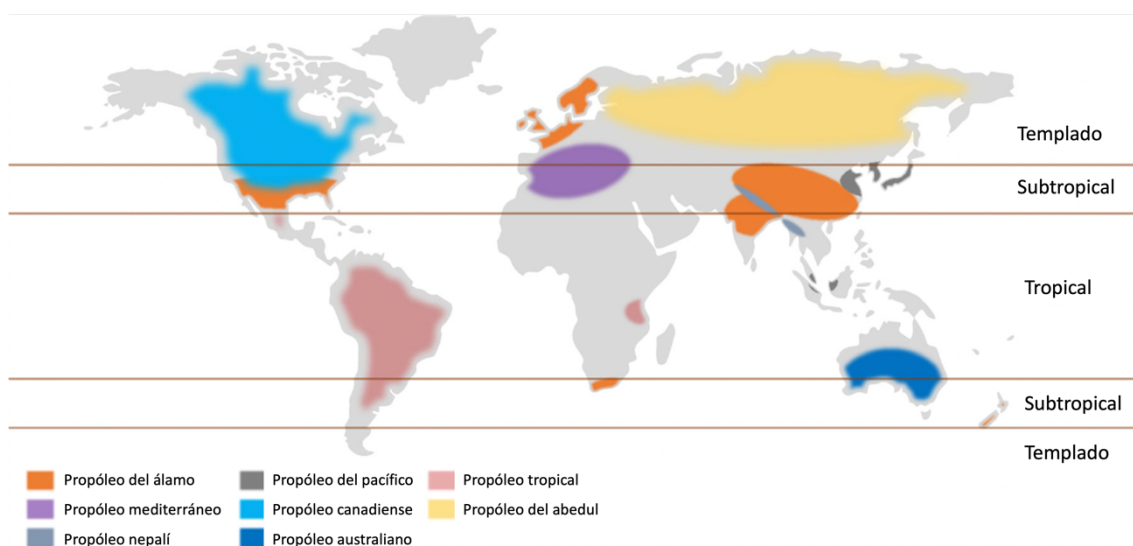 Templado
Subtropical
Tropical
Subtropical
Templado
Propóleo del álamo
Propóleo del pacífico
Propóleo tropical
Propóleo mediterráneo
Propóleo canadiense
Propóleo del abedul
Propóleo nepalí
Propóleo australiano